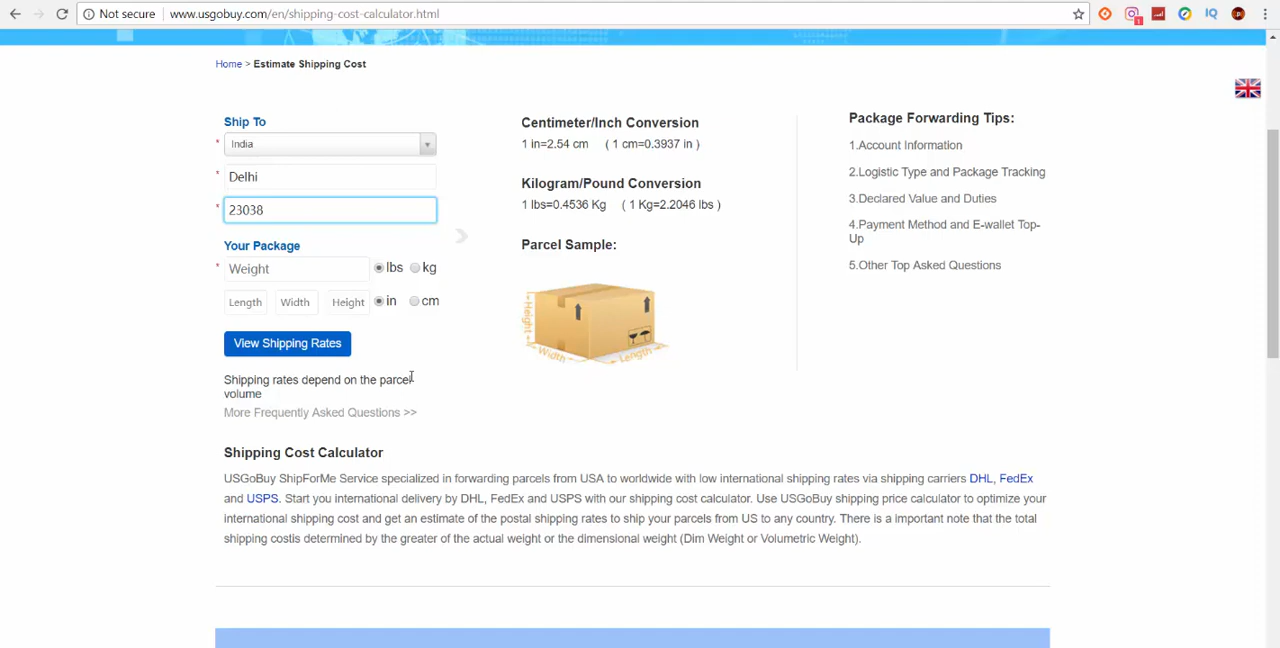 Not secure
www.usgobuy.com/en/shipping-cost-calculator.html
1
IQ
Home > Estimate Shipping Cost
Ship To
* India
* Delhi
* 23038
Your Package
* Weight lbs kg
Length Width Height in cm
View Shipping Rates
Shipping rates depend on the parcel
volume
More Frequently Asked Questions >>
Centimeter/Inch Conversion
1 in=2.54 cm ( 1 cm=0.3937 in )
Kilogram/Pound Conversion
1 lbs=0.4536 Kg ( 1 Kg=2.2046 lbs )
Parcel Sample:
Height
Width
Length
Package Forwarding Tips:
1.Account Information
2.Logistic Type and Package Tracking
3.Declared Value and Duties
4.Payment Method and E-wallet Top-
Up
5.Other Top Asked Questions
Shipping Cost Calculator
USGoBuy ShipForMe Service specialized in forwarding parcels from USA to worldwide with low international shipping rates via shipping carriers DHL, FedEx
and USPS. Start you international delivery by DHL, FedEx and USPS with our shipping cost calculator. Use USGoBuy shipping price calculator to optimize your
international shipping cost and get an estimate of the postal shipping rates to ship your parcels from US to any country. There is a important note that the total
shipping costis determined by the greater of the actual weight or the dimensional weight (Dim Weight or Volumetric Weight).